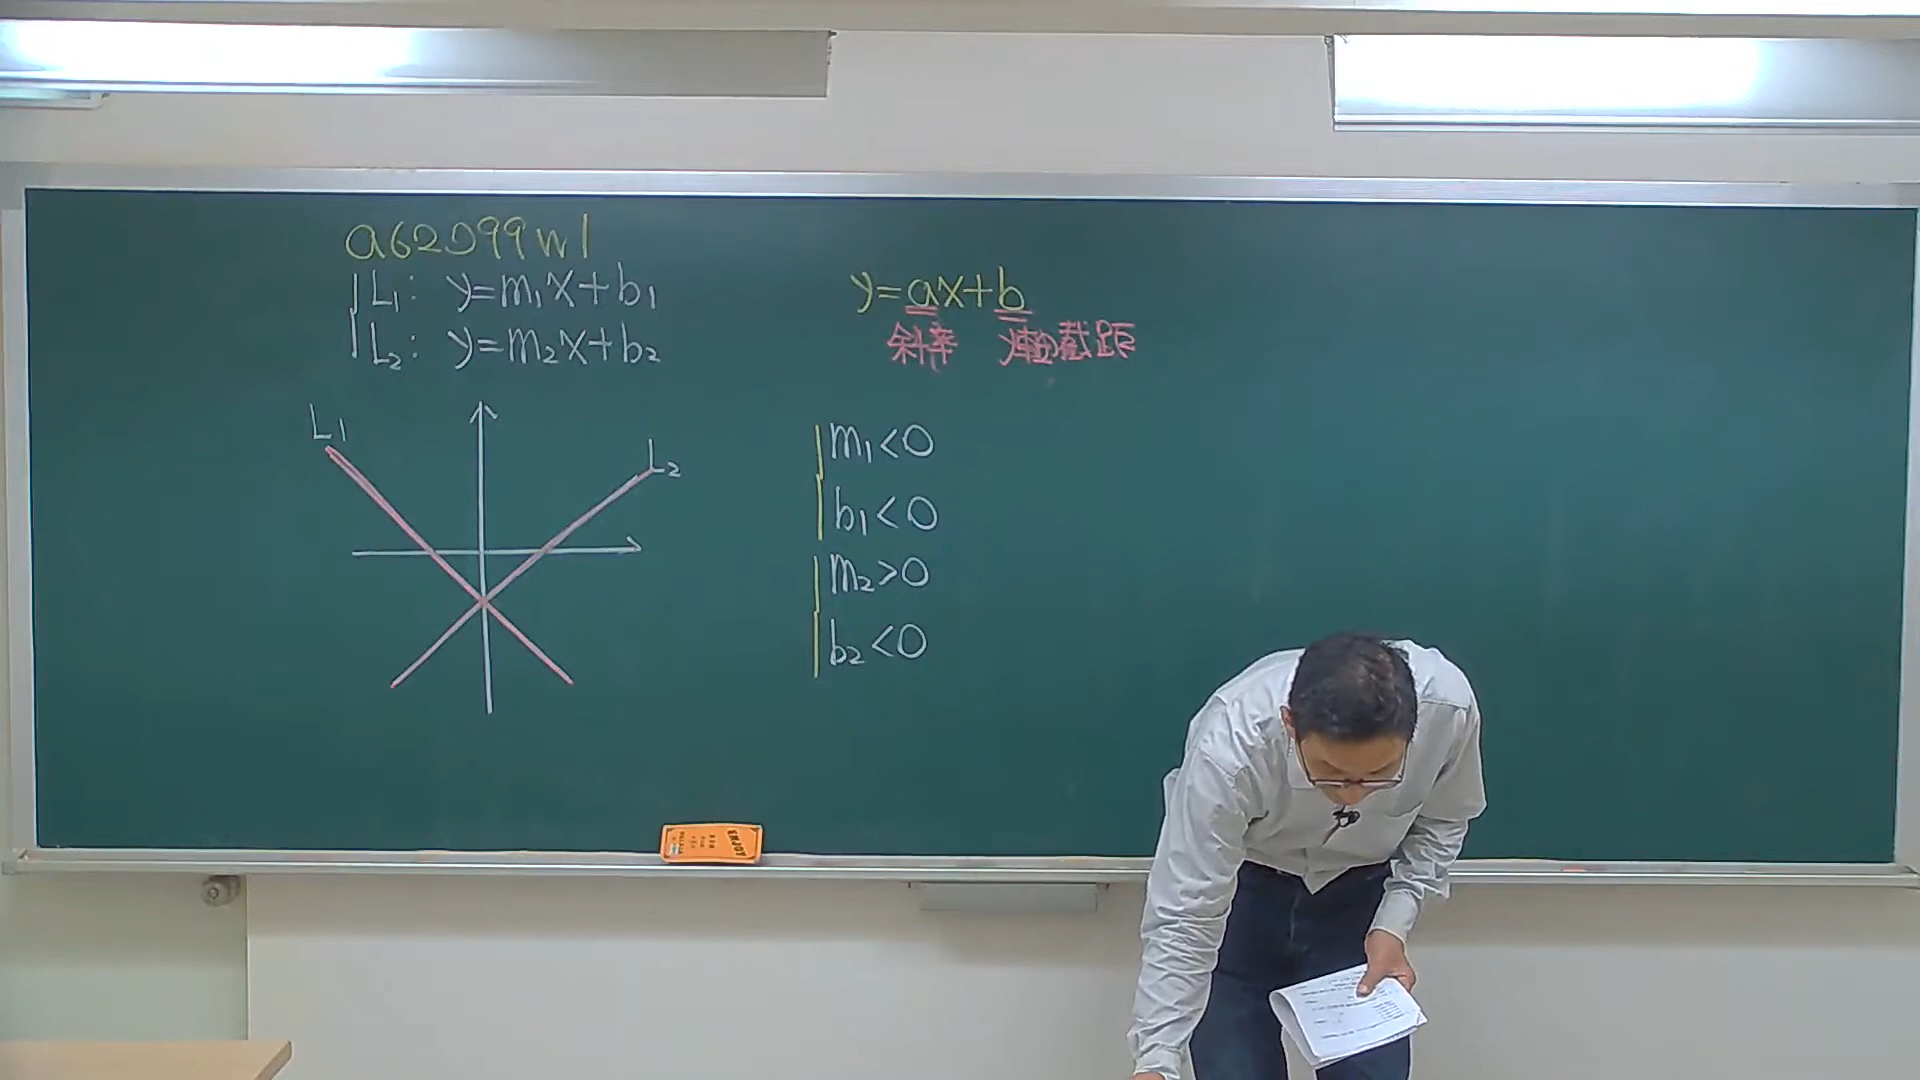 a62099w1
L₁: y=m₁x+b₁
L₂: y=m₂x+b₂
y=ax+b
斜率 y軸截距
L₁
L₂
m₁<0
b₁<0
m₂>0
b₂<0
ENJOY